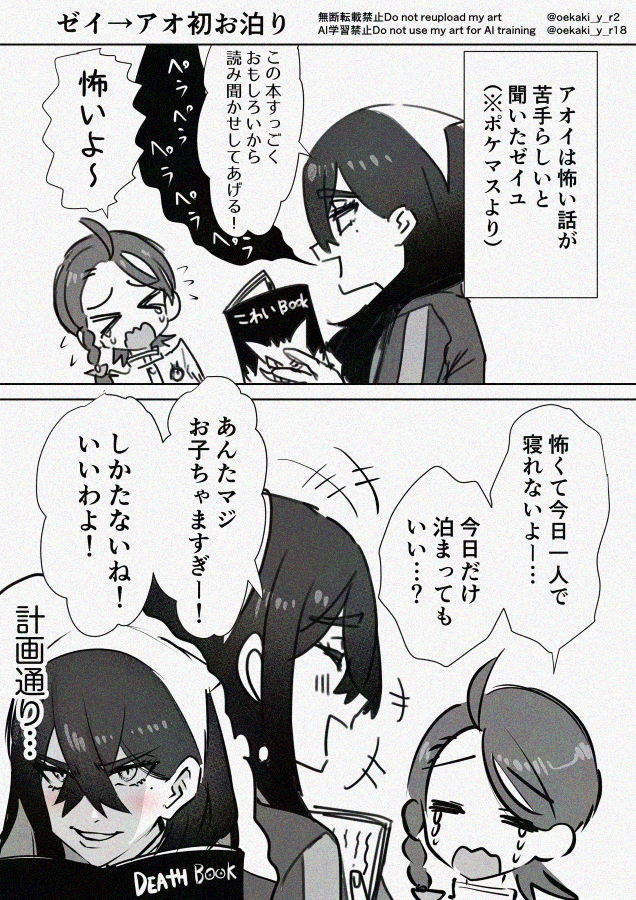 ゼイ→アオ初お泊り
無断転載禁止Do not reupload my art
@oekaki_y_r2
AI学習禁止Do not use my art for AI training
@oekaki_y_r18
アオイは怖い話が
苦手らしいと
聞いたゼイユ
(※ポケマスより)
この本すっごく
おもしろいから
読み聞かせしてあげる!
ペラ
ペラ
ペラ
ペラ
ペラ
怖いよ〜
こわいBOOK
怖くて今日一人で
寝れないよー…
今日だけ
泊まっても
いい…?
あんたマジ
お子ちゃますぎー!
しかたないね!
いいわよ!
計画通り…
DEATH BOOK